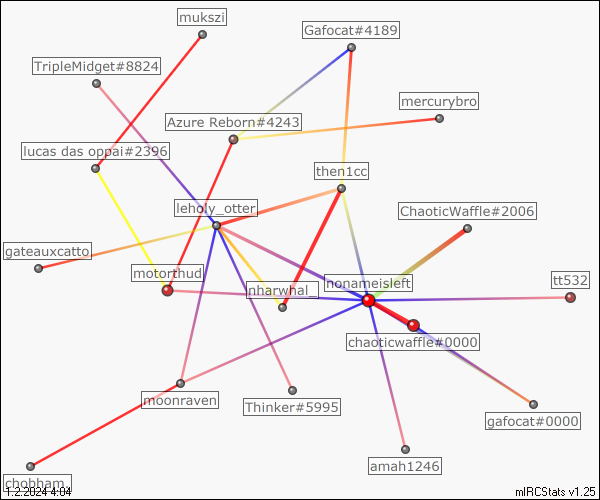 mukszi
Gafocat#4189
TripleMidget#8824
mercurybro
Azure Reborn#4243
lucas das oppai#2396
then1cc
leholy_otter
ChaoticWaffle#2006
gateauxcatto
motorthud
nonameisleft
tt532
nharwhal_
chaoticwaffle#0000
moonraven
Thinker#5995
gafocat#0000
amah1246
chobham_
1.2.2024 4:04
mIRCStats v1.25